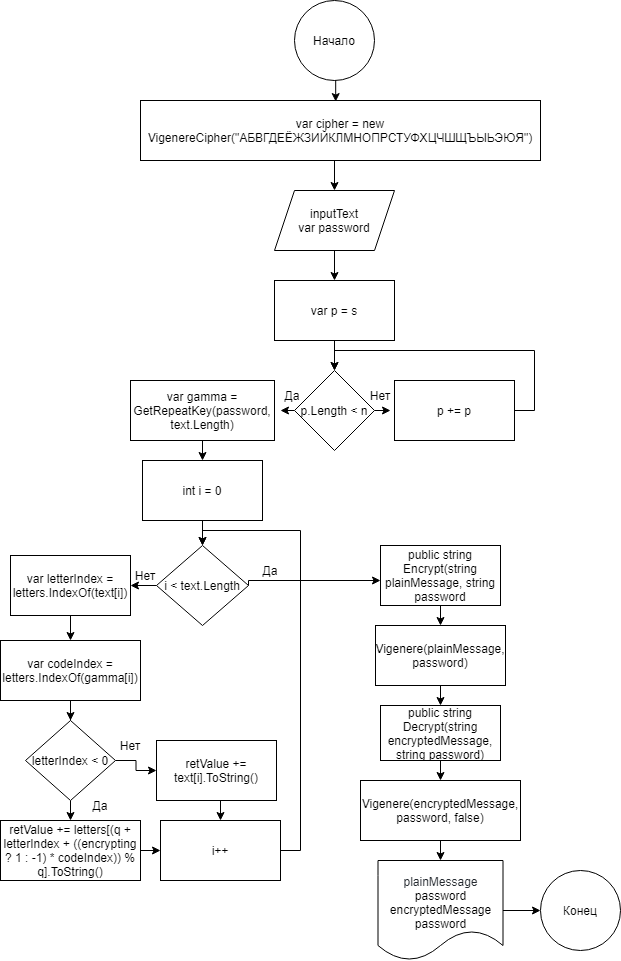 Начало
var cipher = new
VigenereCipher("АБВГДЕЁЖЗИЙКЛМНОПРСТУФХЦЧШЩЪЫЬЭЮЯ")
inputText
var password
var p = s
p.Length < n
Да
Нет
p += p
var gamma =
GetRepeatKey(password,
text.Length)
int i = 0
i < text.Length
Нет
Да
var letterIndex =
letters.IndexOf(text[i])
var codeIndex =
letters.IndexOf(gamma[i])
letterIndex < 0
Нет
Да
retValue +=
text[i].ToString()
retValue += letters[(q +
letterIndex + ((encrypting
? 1 : -1) * codeIndex)) %
q].ToString()
i++
public string
Encrypt(string
plainMessage, string
password
Vigenere(plainMessage,
password)
public string
Decrypt(string
encryptedMessage,
string password)
Vigenere(encryptedMessage,
password, false)
plainMessage
password
encryptedMessage
password
Конец